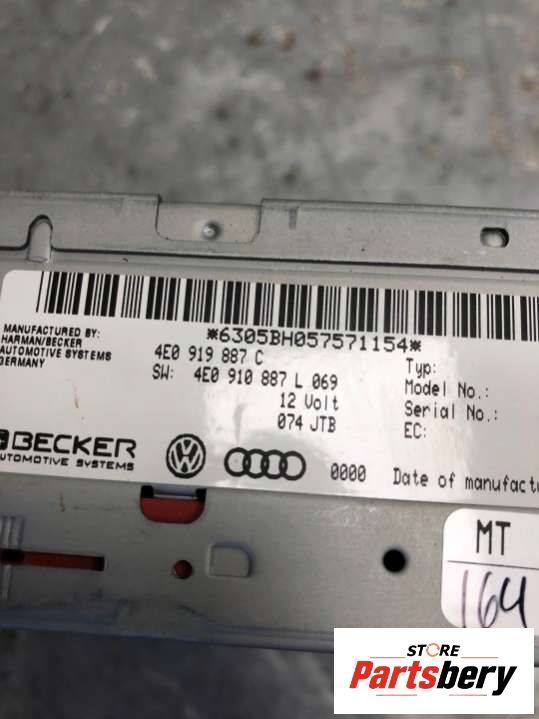 *6305BH057571154*
MANUFACTURED BY:
HARMAN/BECKER
AUTOMOTIVE SYSTEMS
GERMANY
4E0 919 887 C
SW: 4E0 910 887 L 069
12 Volt
074 JTB
Typ:
Model No.:
Serial No.:
EC:
BECKER
AUTOMOTIVE SYSTEMS
0000
Date of manufact
MT
164
STORE
Partsbery